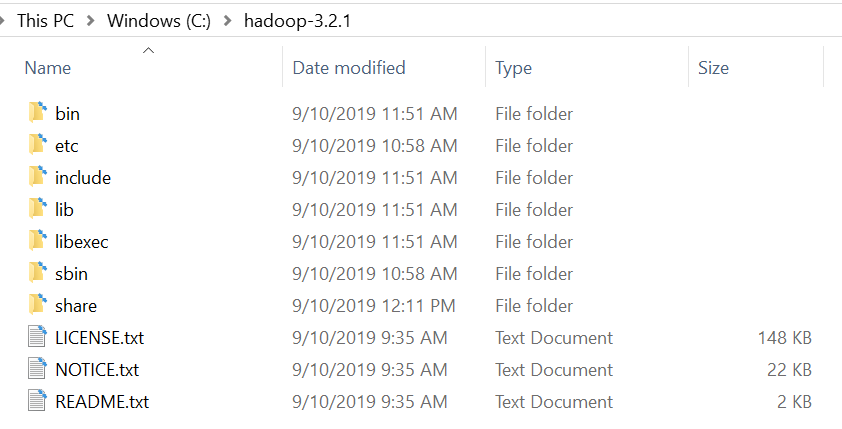 This PC > Windows (C:) > hadoop-3.2.1
Name Date modified Type Size
bin 9/10/2019 11:51 AM File folder
etc 9/10/2019 10:58 AM File folder
include 9/10/2019 11:51 AM File folder
lib 9/10/2019 11:51 AM File folder
libexec 9/10/2019 11:51 AM File folder
sbin 9/10/2019 10:58 AM File folder
share 9/10/2019 12:11 PM File folder
LICENSE.txt 9/10/2019 9:35 AM Text Document 148 KB
NOTICE.txt 9/10/2019 9:35 AM Text Document 22 KB
README.txt 9/10/2019 9:35 AM Text Document 2 KB